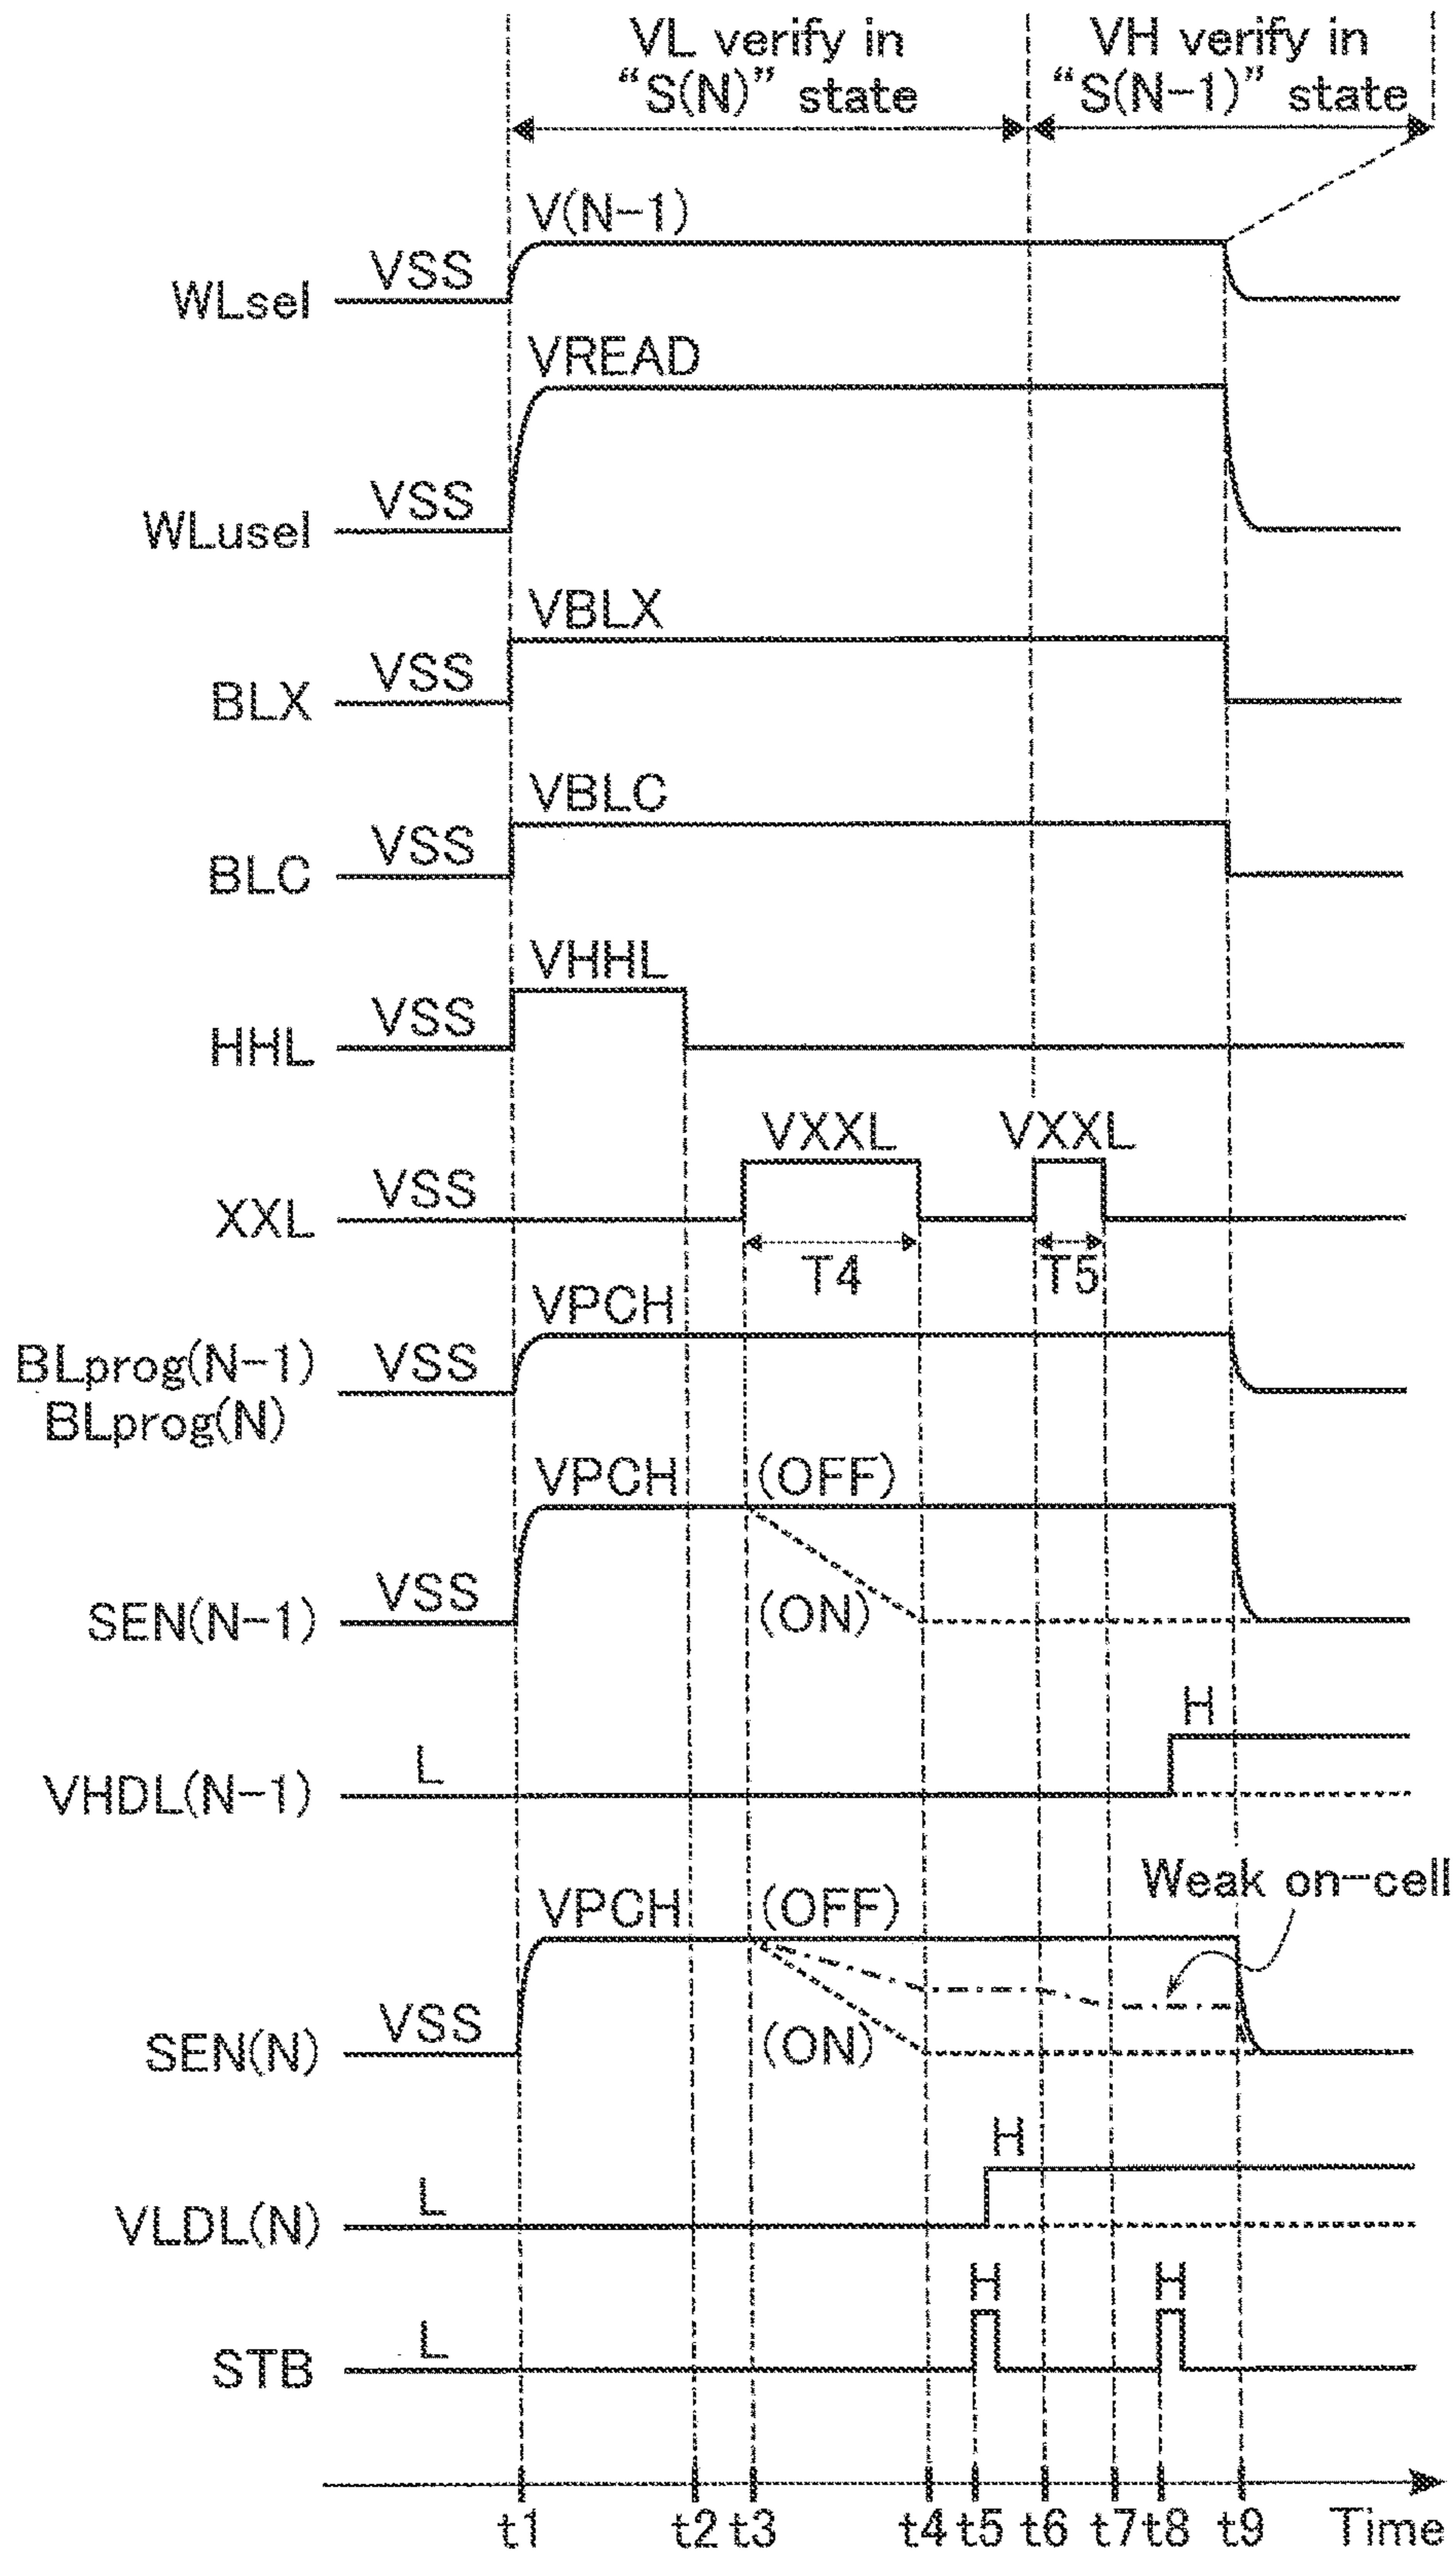 VL verify in
“S(N)” state
VH verify in
“S(N-1)” state
V(N-1)
VSS
WLsel
VREAD
VSS
WLusel
VBLX
VSS
BLX
VBLC
VSS
BLC
VHHL
VSS
HHL
VXXL VXXL
VSS
XXL
T4 T5
VPCH
BLprog(N-1) VSS
BLprog(N)
VPCH (OFF)
VSS (ON)
SEN(N-1)
H
L
VHDL(N-1)
Weak on-cell
VPCH (OFF)
VSS
SEN(N) (ON)
H
L
VLDL(N)
H H
L
STB
t1 t2 t3 t4 t5 t6 t7 t8 t9 Time